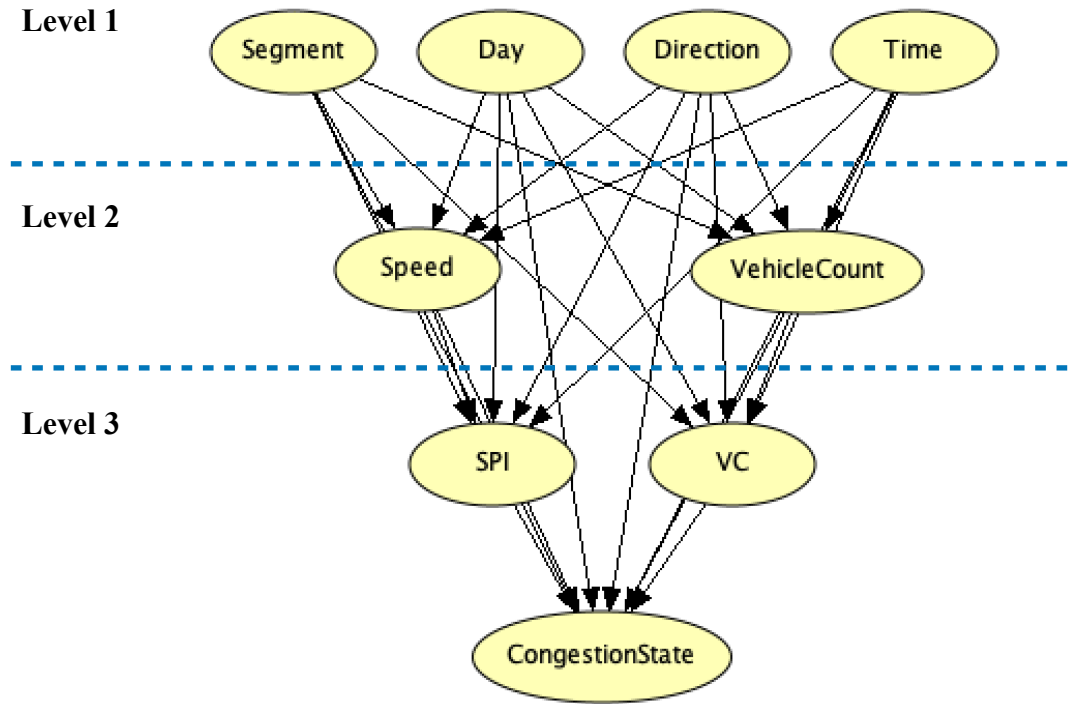 Level 1
Segment Day Direction Time
Level 2
Speed VehicleCount
Level 3
SPI VC
CongestionState